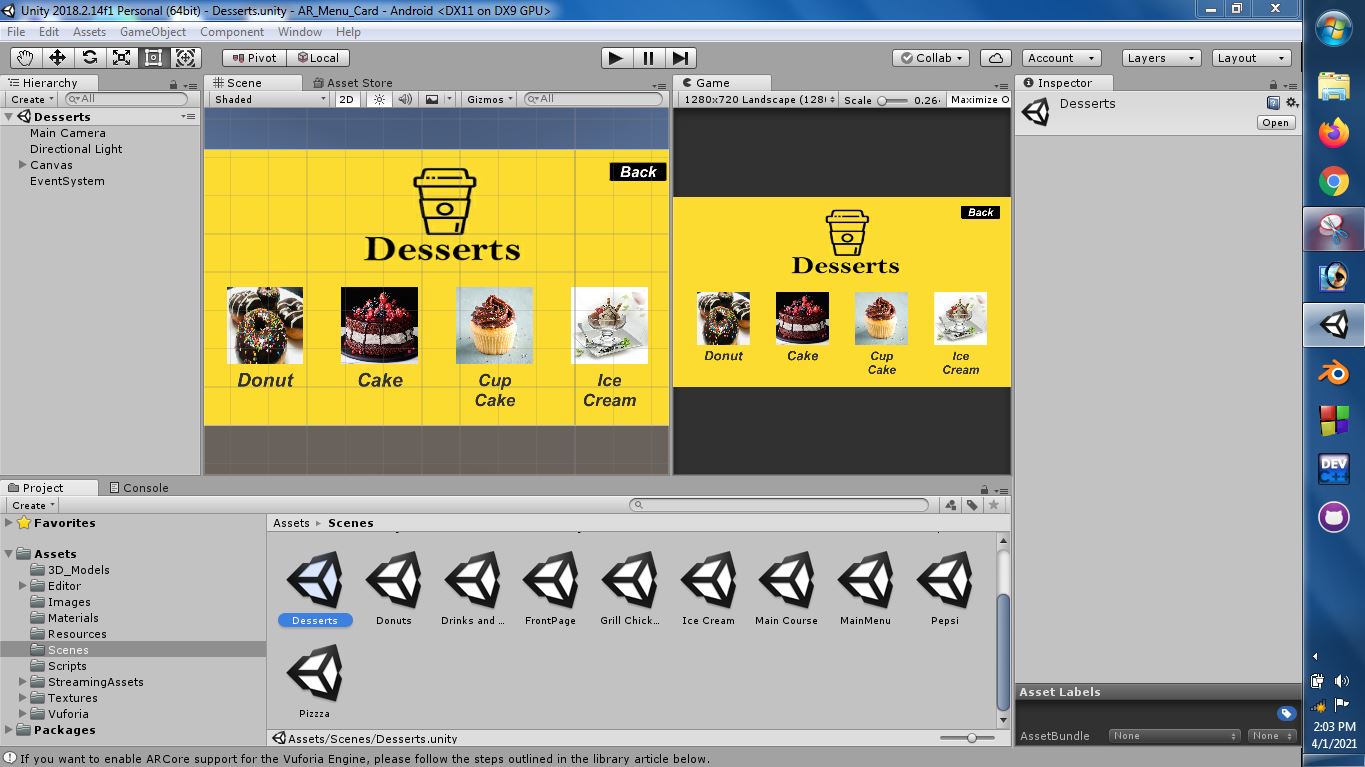 Unity 2018.2.14f1 Personal (64bit) - Desserts.unity - AR_Menu_Card - Android <DX11 on DX9 GPU>
File Edit Assets GameObject Component Window Help
Pivot Local Collab Account Layers Layout
Hierarchy
Create All
Desserts
Main Camera
Directional Light
Canvas
EventSystem
Scene Asset Store
Shaded 2D Gizmos All
Back
Desserts
Donut Cake Cup Cake Ice Cream
Game
1280x720 Landscape (128 Scale 0.26 Maximize O
Back
Desserts
Donut Cake Cup Cake Ice Cream
Inspector
Desserts
Open
Project Console
Create
Favorites
Assets
3D_Models
Editor
Images
Materials
Resources
Scenes
Scripts
StreamingAssets
Textures
Vuforia
Packages
Assets Scenes
Desserts Donuts Drinks and ... FrontPage Grill Chick... Ice Cream Main Course MainMenu Pepsi
Pizzza
Assets/Scenes/Desserts.unity
Asset Labels
AssetBundle None None
If you want to enable ARCore support for the Vuforia Engine, please follow the steps outlined in the library article below.
DEV
C++
2:03 PM
4/1/2021